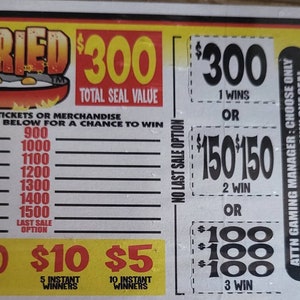 RIED
TM
$300
TOTAL SEAL VALUE
TICKETS OR MERCHANDISE
BELOW FOR A CHANCE TO WIN
900
1000
1100
1200
1300
1400
1500
LAST SALE
OPTION
0 $10 $5
5 INSTANT
WINNERS
10 INSTANT
WINNERS
NO LAST SALE OPTION
$300
1 WINS
OR
$150 $150
2 WIN
OR
$100
$100
$100
3 WIN
ATTN GAMING MANAGER: CHOOSE ONLY